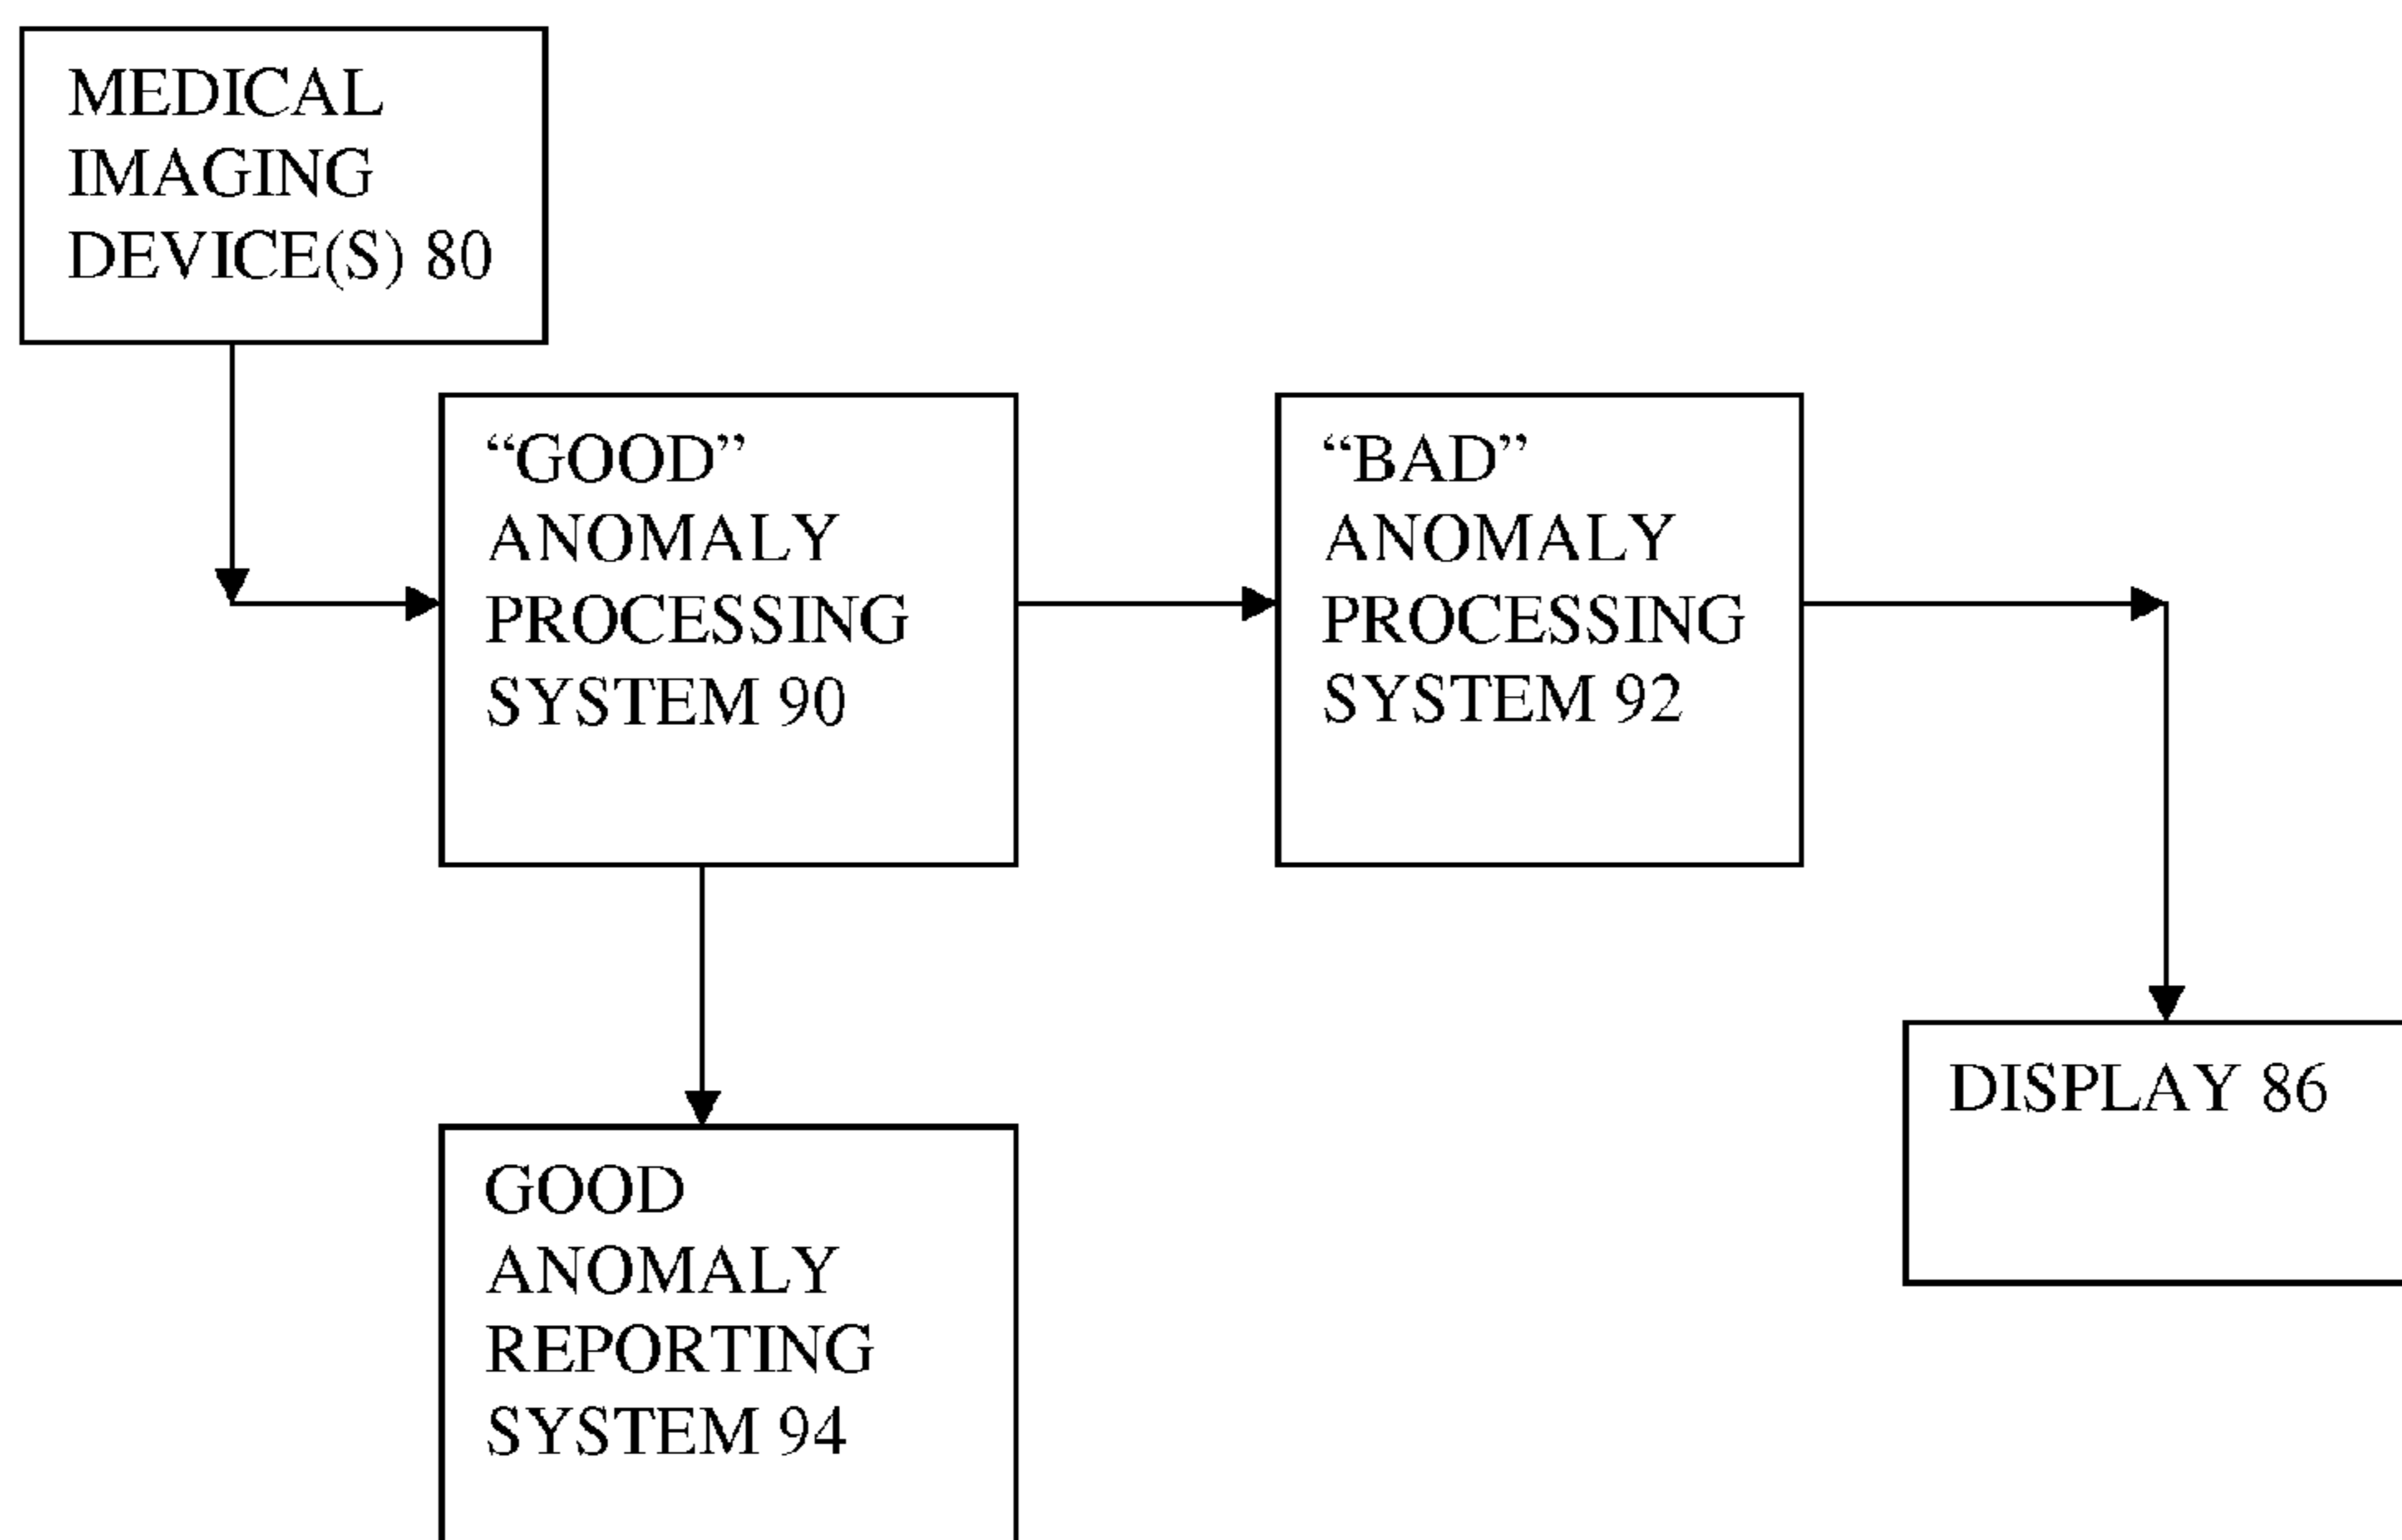 MEDICAL
IMAGING
DEVICE(S) 80
“GOOD”
ANOMALY
PROCESSING
SYSTEM 90
“BAD”
ANOMALY
PROCESSING
SYSTEM 92
DISPLAY 86
GOOD
ANOMALY
REPORTING
SYSTEM 94